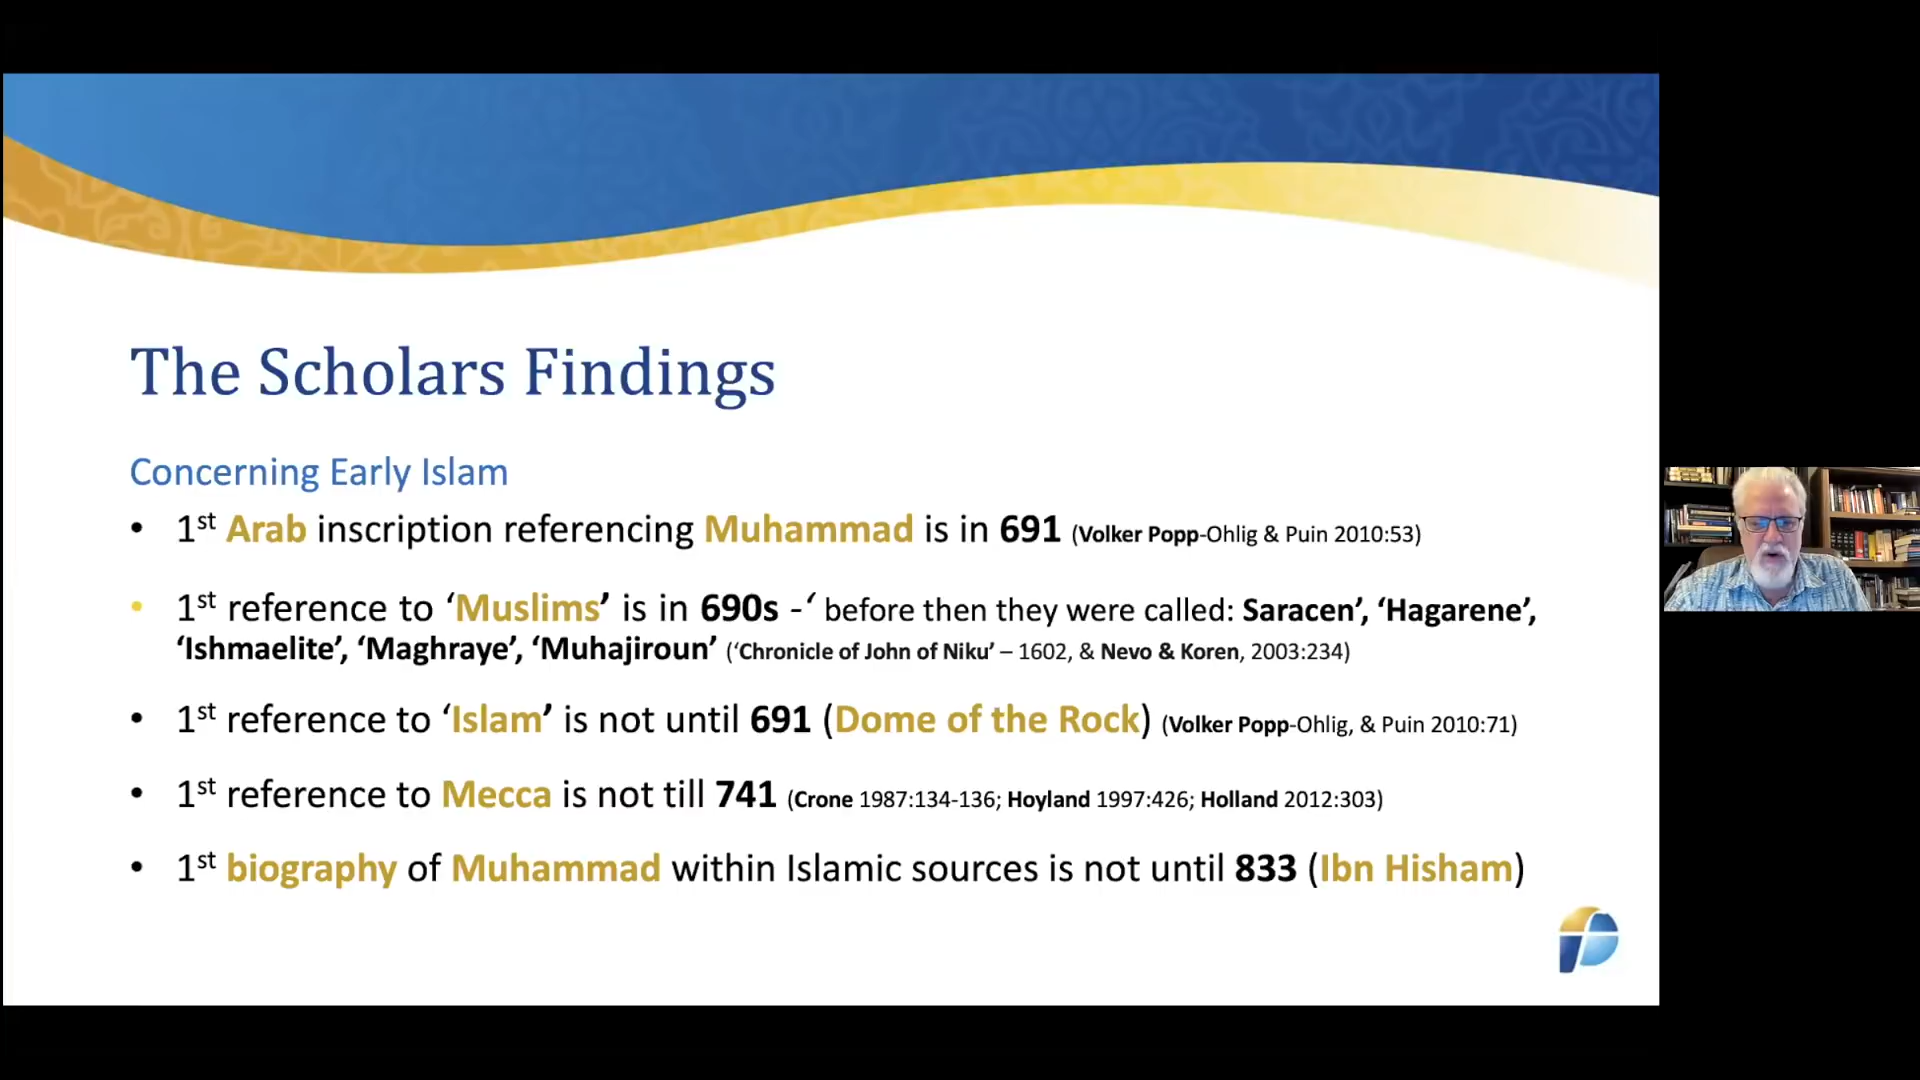 The Scholars Findings
Concerning Early Islam
• 1st Arab inscription referencing Muhammad is in 691 (Volker Popp-Ohlig & Puin 2010:53)
• 1st reference to ‘Muslims’ is in 690s -‘ before then they were called: Saracen’, ‘Hagarene’,
‘Ishmaelite’, ‘Maghraye’, ‘Muhajiroun’ (‘Chronicle of John of Niku’ – 1602, & Nevo & Koren, 2003:234)
• 1st reference to ‘Islam’ is not until 691 (Dome of the Rock) (Volker Popp-Ohlig, & Puin 2010:71)
• 1st reference to Mecca is not till 741 (Crone 1987:134-136; Hoyland 1997:426; Holland 2012:303)
• 1st biography of Muhammad within Islamic sources is not until 833 (Ibn Hisham)